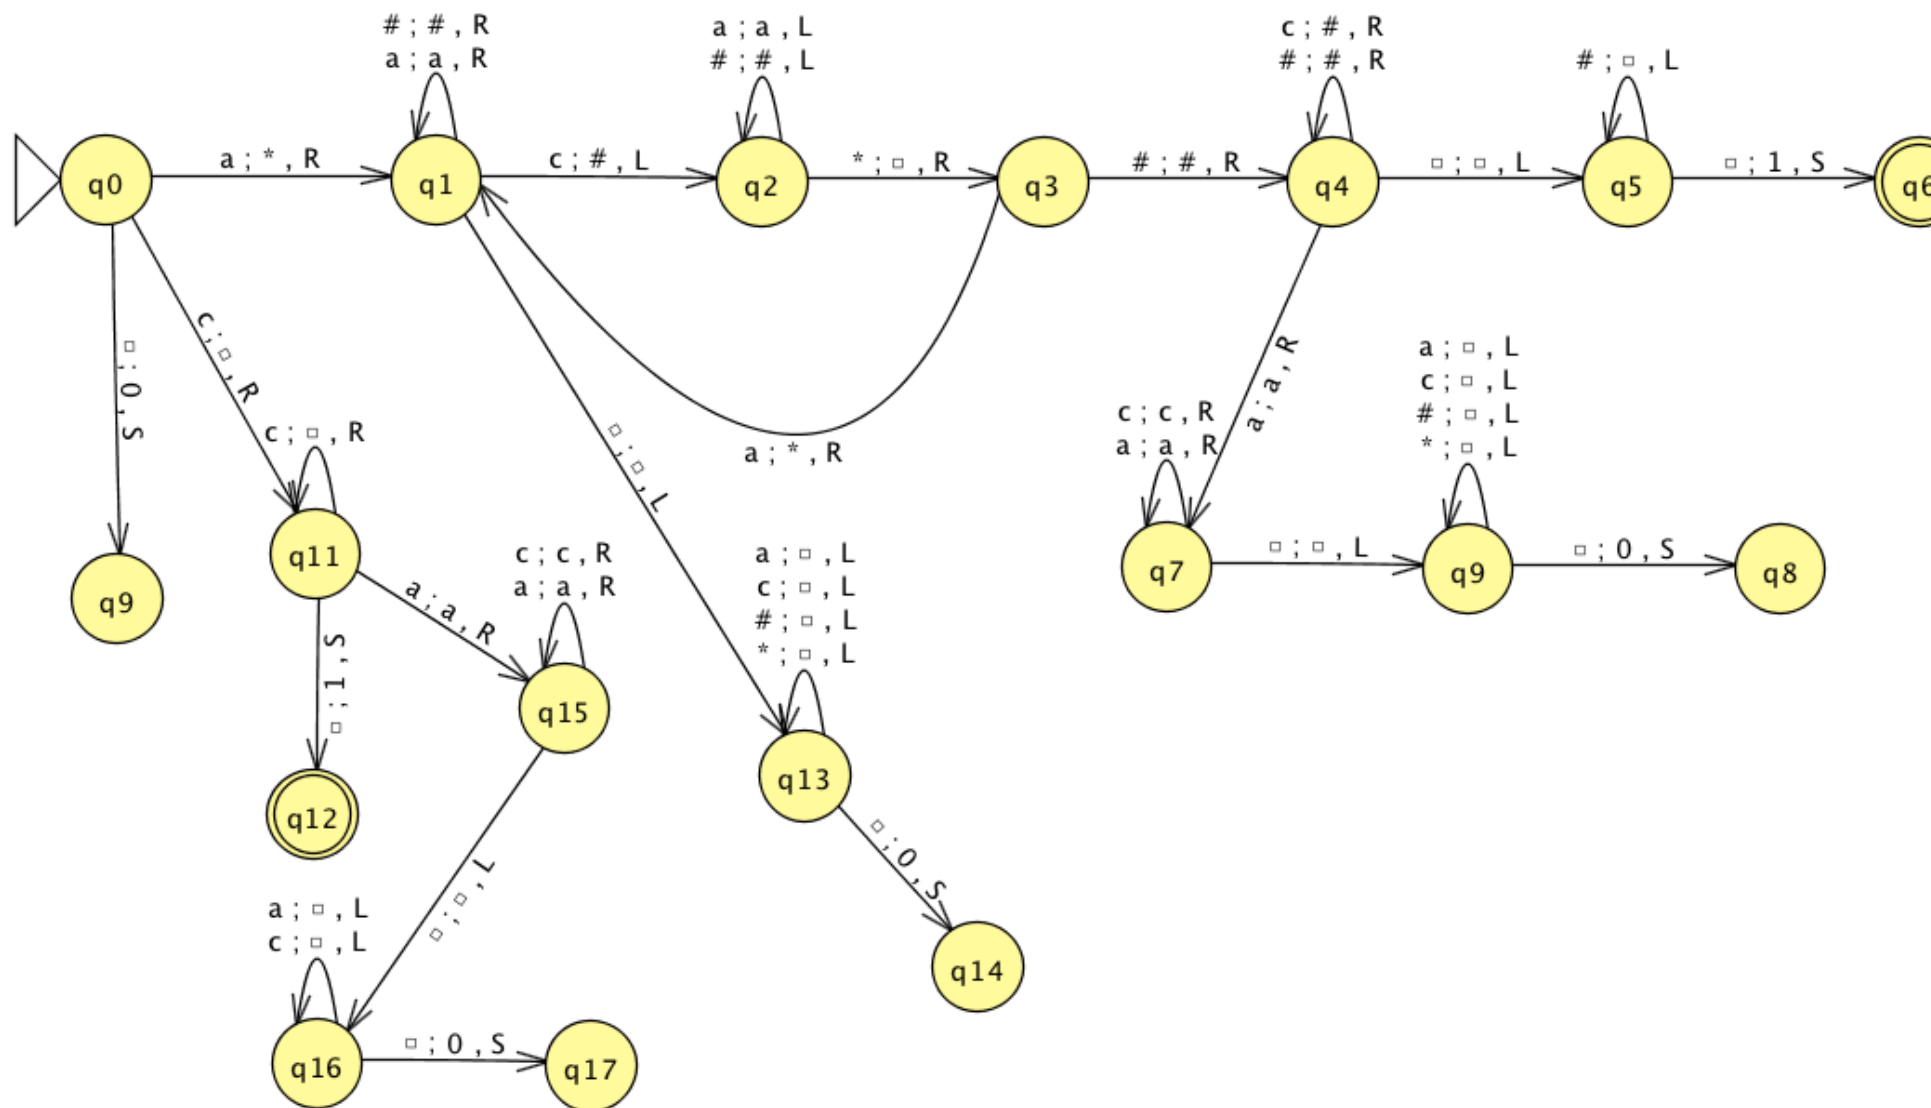 # ; # , R
a ; a , R
a ; a , L
# ; # , L
c ; # , R
# ; # , R
# ; □ , L
q0
a ; * , R
q1
c ; # , L
q2
* ; □ , R
q3
# ; # , R
q4
□ ; □ , L
q5
□ ; 1 , S
q6
□ ; 0 , S
c ; □ , R
c ; □ , R
□ ; □ , L
a ; * , R
a ; a , R
c ; c , R
a ; a , R
a ; □ , L
c ; □ , L
# ; □ , L
* ; □ , L
q9
q11
a ; a , R
□ ; 1 , S
c ; c , R
a ; a , R
q15
a ; □ , L
c ; □ , L
# ; □ , L
* ; □ , L
q7
□ ; □ , L
q9
□ ; 0 , S
q8
q12
q13
□ ; 0 , S
q14
□ ; □ , L
a ; □ , L
c ; □ , L
q16
□ ; 0 , S
q17